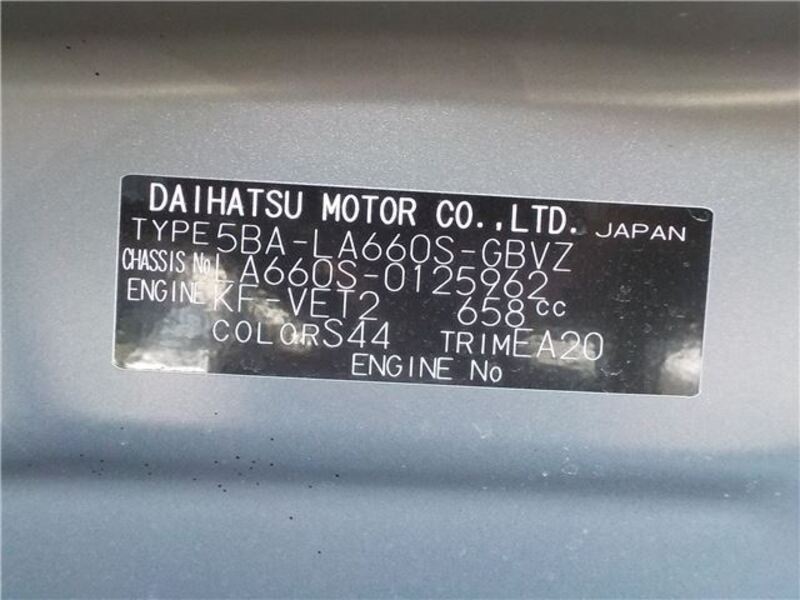 DAIHATSU MOTOR CO.,LTD. JAPAN
TYPE 5BA-LA660S-GBVZ
CHASSIS No LA660S-0125962
ENGINE KF-VET2 658cc
COLOR S44 TRIM EA20
ENGINE No